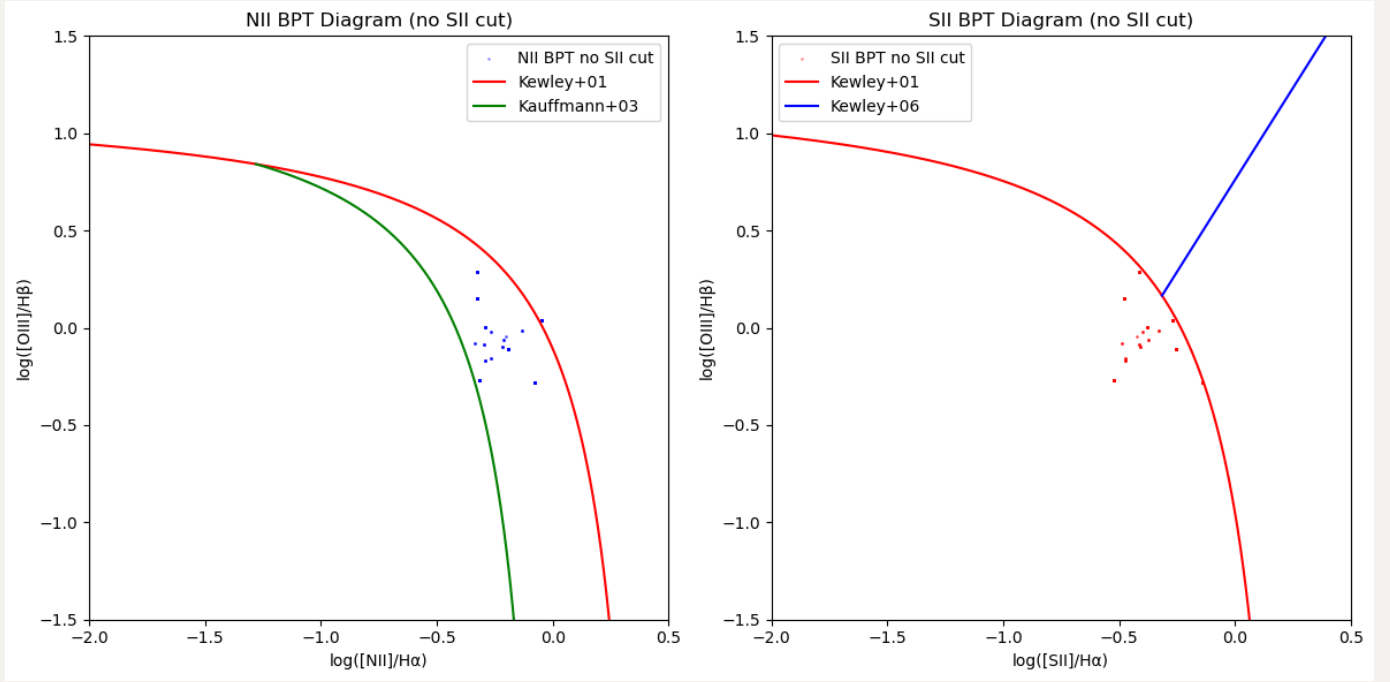 NII BPT Diagram (no SII cut)
1.5
1.0
0.5
0.0
−0.5
−1.0
−1.5
log([OIII]/Hβ)
NII BPT no SII cut
Kewley+01
Kauffmann+03
−2.0
−1.5
−1.0
−0.5
0.0
0.5
log([NII]/Hα)
SII BPT Diagram (no SII cut)
1.5
1.0
0.5
0.0
−0.5
−1.0
−1.5
log([OIII]/Hβ)
SII BPT no SII cut
Kewley+01
Kewley+06
−2.0
−1.5
−1.0
−0.5
0.0
0.5
log([SII]/Hα)